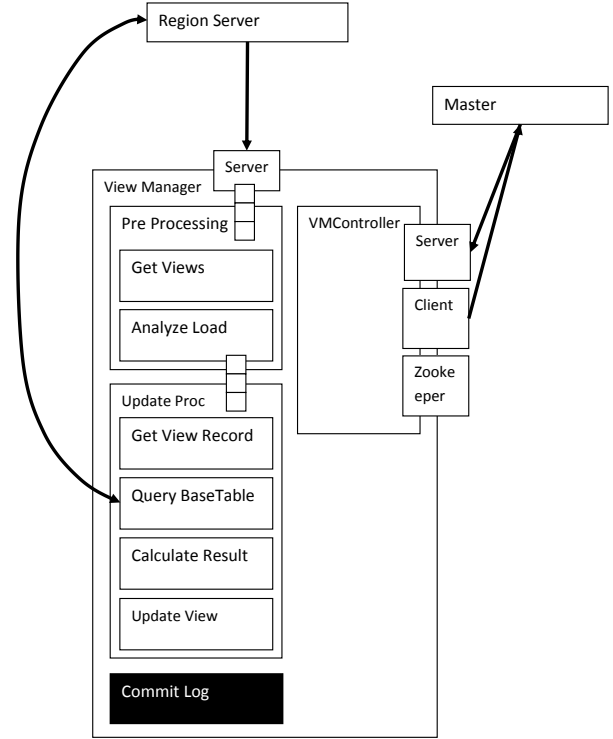 Region Server
Master
Server
View Manager
Pre Processing
Get Views
Analyze Load
Update Proc
Get View Record
Query BaseTable
Calculate Result
Update View
Commit Log
VMController
Server
Client
Zooke
eper